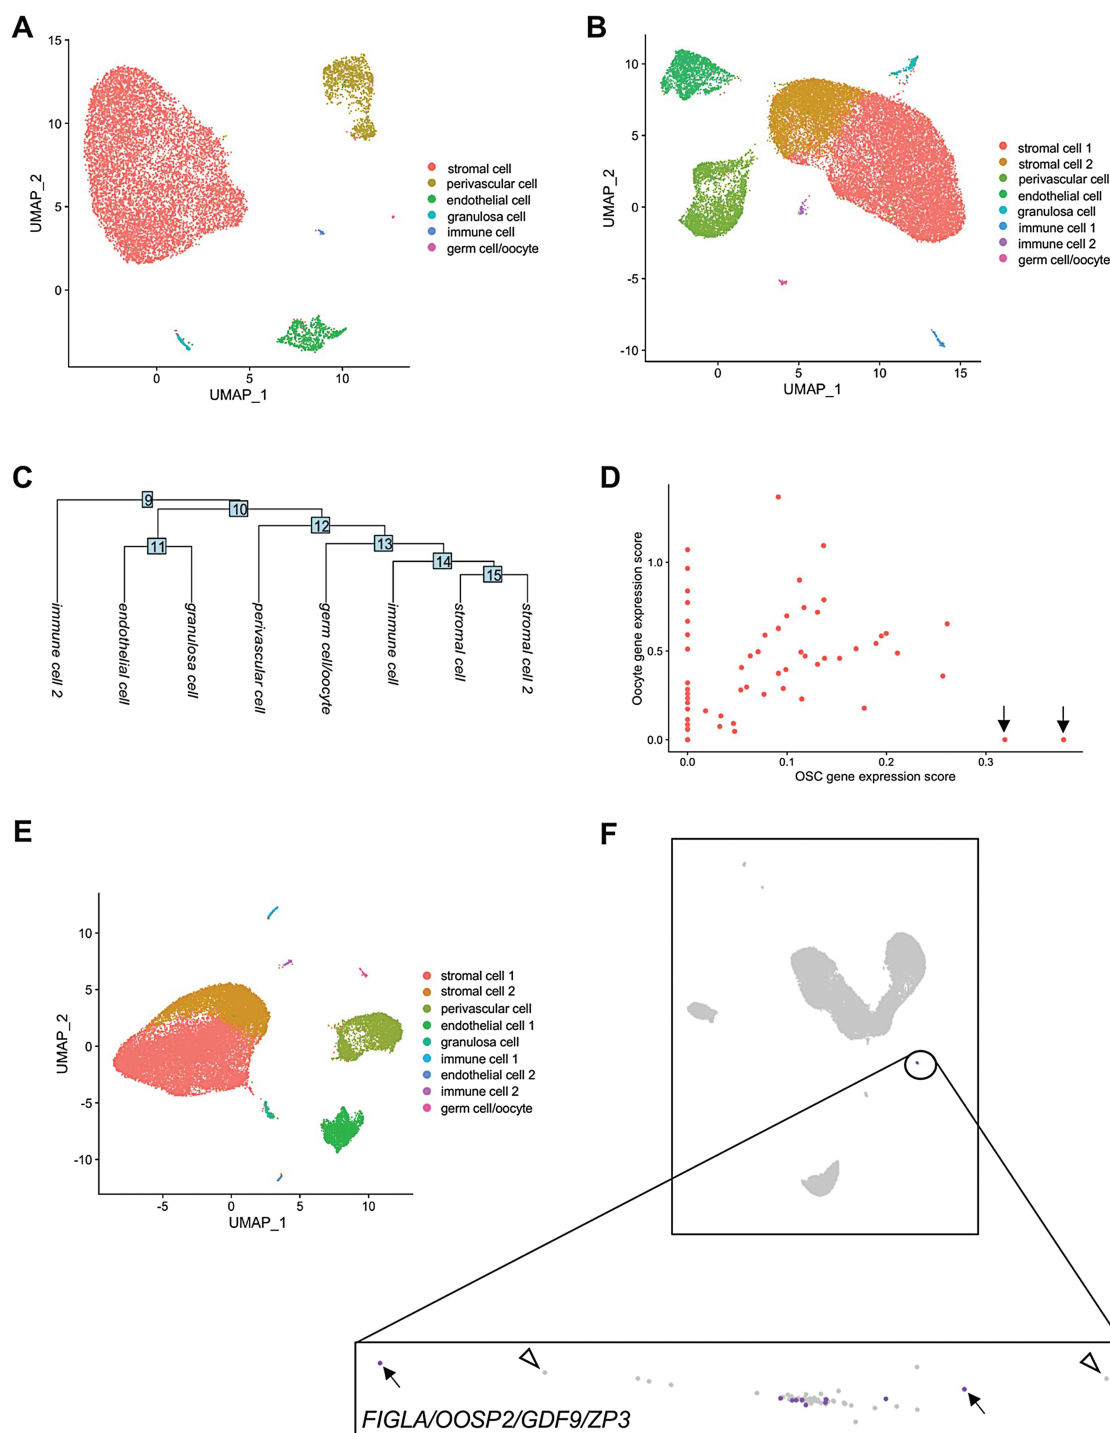 A
UMAP_2
15
10
5
0
0
5
10
UMAP_1
stromal cell
perivascular cell
endothelial cell
granulosa cell
immune cell
germ cell/oocyte
B
UMAP_2
10
5
0
-5
-10
0
5
10
15
UMAP_1
stromal cell 1
stromal cell 2
perivascular cell
endothelial cell
granulosa cell
immune cell 1
immune cell 2
germ cell/oocyte
C
9
10
11
12
13
14
15
immune cell 2
endothelial cell
granulosa cell
perivascular cell
germ cell/oocyte
immune cell
stromal cell
stromal cell 2
D
Oocyte gene expression score
1.0
0.5
0.0
0.0
0.1
0.2
0.3
OSC gene expression score
E
UMAP_2
10
5
0
-5
-10
-5
0
5
10
UMAP_1
stromal cell 1
stromal cell 2
perivascular cell
endothelial cell 1
granulosa cell
immune cell 1
endothelial cell 2
immune cell 2
germ cell/oocyte
F
FIGLA/OOSP2/GDF9/ZP3